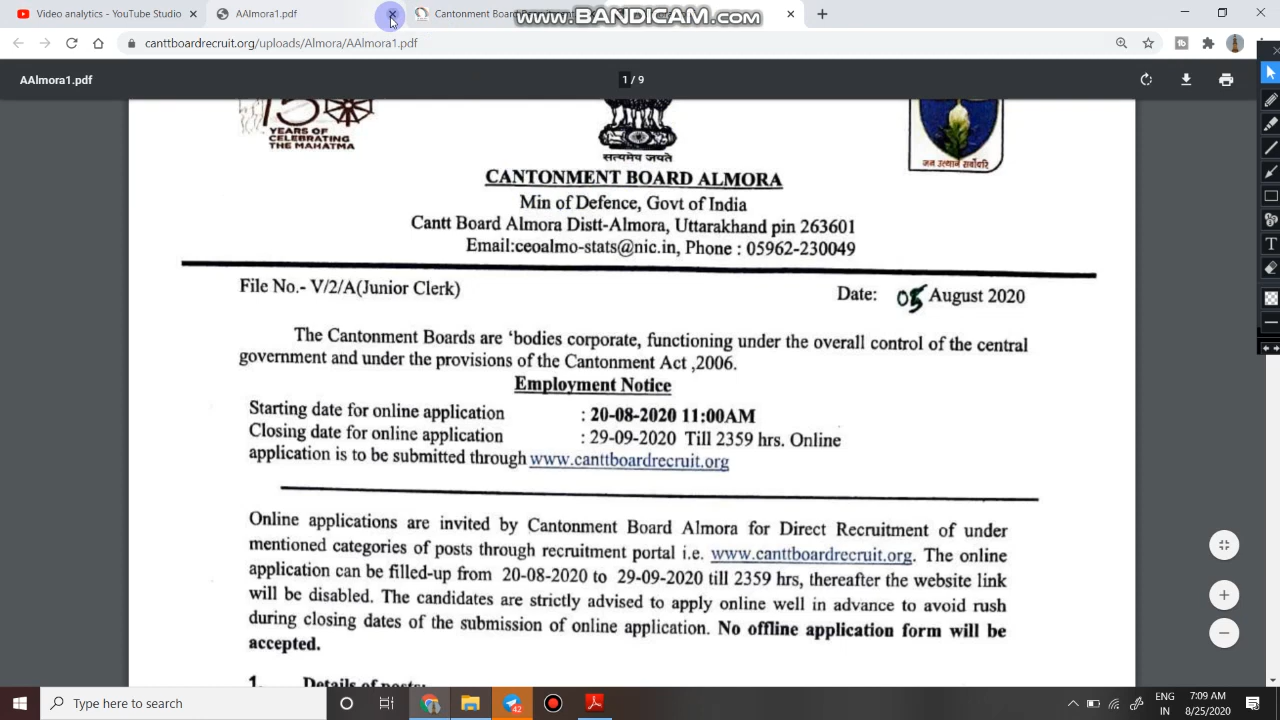 Video analytics - YouTube Studio
AAlmora1.pdf
Cantonment Board
www.BANDICAM.com
canttboardrecruit.org/uploads/Almora/AAlmora1.pdf
AAlmora1.pdf
1 / 9
YEARS OF
CELEBRATING
THE MAHATMA
सत्यमेव जयते
जन उत्थान सर्वोपरि
CANTONMENT BOARD ALMORA
Min of Defence, Govt of India
Cantt Board Almora Distt-Almora, Uttarakhand pin 263601
Email:ceoalmo-stats@nic.in, Phone : 05962-230049
File No.- V/2/A(Junior Clerk)
Date: 05 August 2020
The Cantonment Boards are ‘bodies corporate, functioning under the overall control of the central
government and under the provisions of the Cantonment Act ,2006.
Employment Notice
Starting date for online application : 20-08-2020 11:00AM
Closing date for online application : 29-09-2020 Till 2359 hrs. Online
application is to be submitted through www.canttboardrecruit.org
Online applications are invited by Cantonment Board Almora for Direct Recruitment of under
mentioned categories of posts through recruitment portal i.e. www.canttboardrecruit.org. The online
application can be filled-up from 20-08-2020 to 29-09-2020 till 2359 hrs, thereafter the website link
will be disabled. The candidates are strictly advised to apply online well in advance to avoid rush
during closing dates of the submission of online application. No offline application form will be
accepted.
1. Details of posts:
Type here to search
42
ENG
IN
7:09 AM
8/25/2020